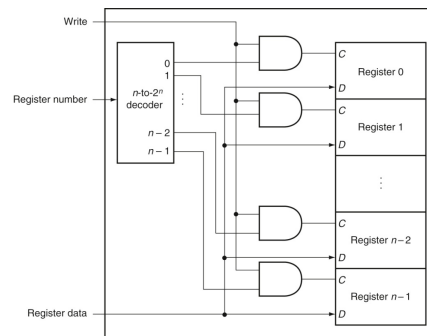 Write
0
1
n-to-2ⁿ
decoder
⋮
n – 2
n – 1
Register number
Register data
C
Register 0
D
C
Register 1
D
⋮
C
Register n – 2
D
C
Register n – 1
D